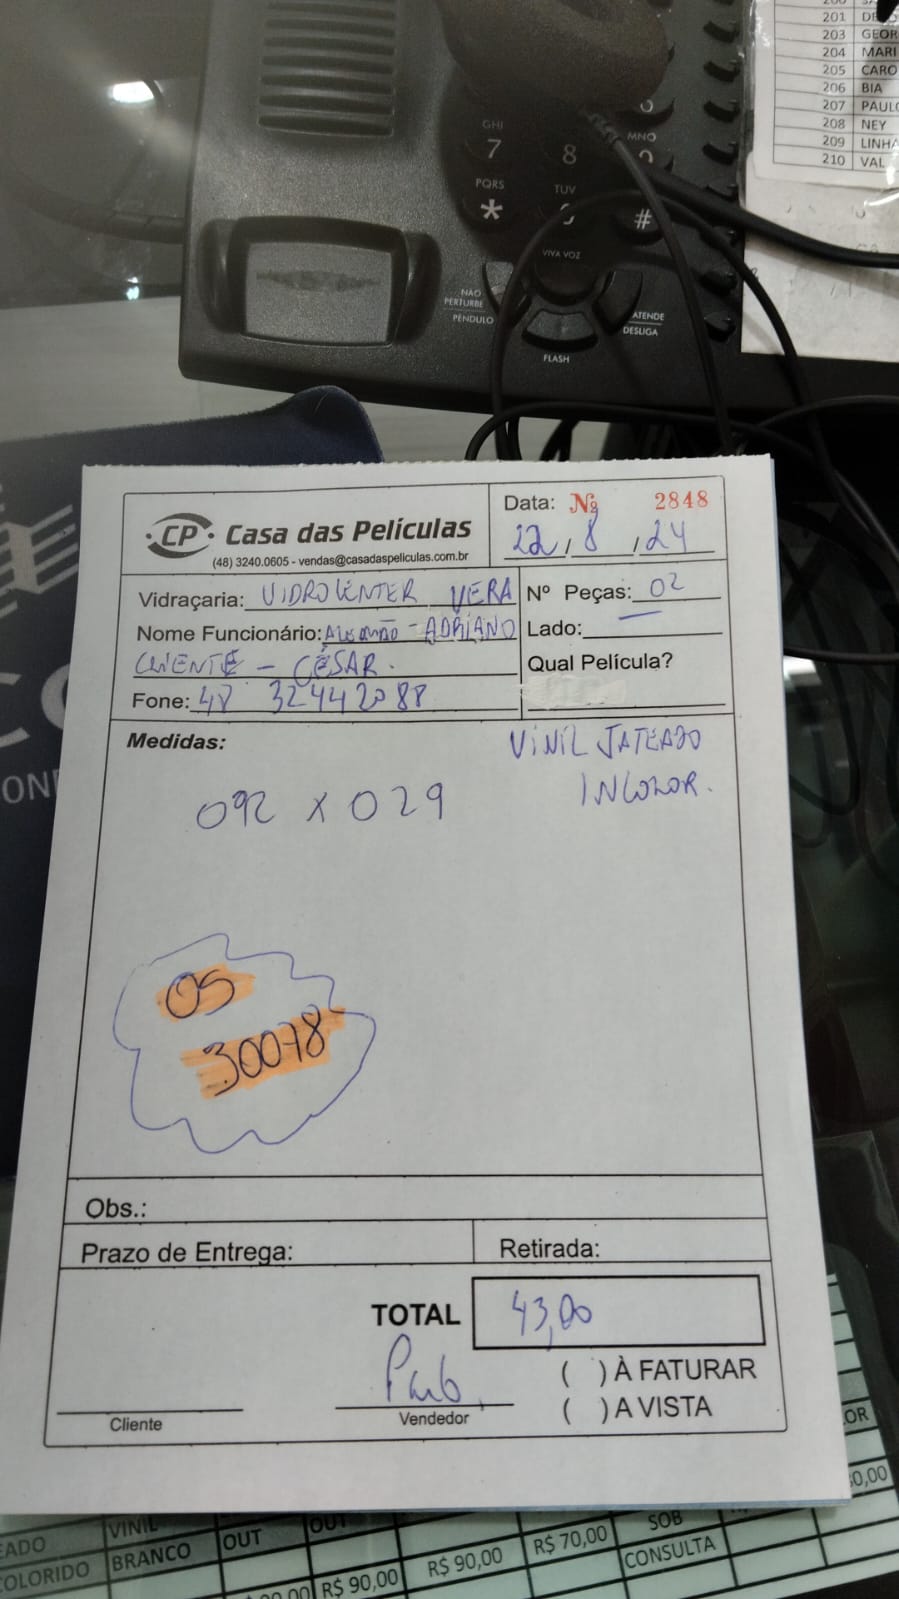 201
203 GEOR
204 MARI
205 CARO
206 BIA
207 PAULO
208 NEY
209 LINHA
210 VAL
GHI
7
PQRS
*
8
TUV
MNO
#
VIVA VOZ
NÃO
PERTURBE
PÊNDULO
ATENDE
DESLIGA
FLASH
CP Casa das Películas
(48) 3240.0605 - vendas@casadaspeliculas.com.br
Data: Nº 2848
22, 8, 24
Vidraçaria: VIDROCENTER VERA
Nº Peças: 02
Nome Funcionário: ALEMÃO - ADRIANO
Lado:
CLIENTE - CÉSAR.
Qual Película?
Fone: 48 32442088
Medidas:
VINIL JATEADO
INCOLOR.
092 x 029
OS
30078
Obs.:
Prazo de Entrega:
Retirada:
TOTAL 43,00
( ) À FATURAR
( ) A VISTA
Cliente
Vendedor
VINIL
COLORIDO BRANCO OUT
R$ 90,00 R$ 90,00 R$ 70,00
SOB
CONSULTA